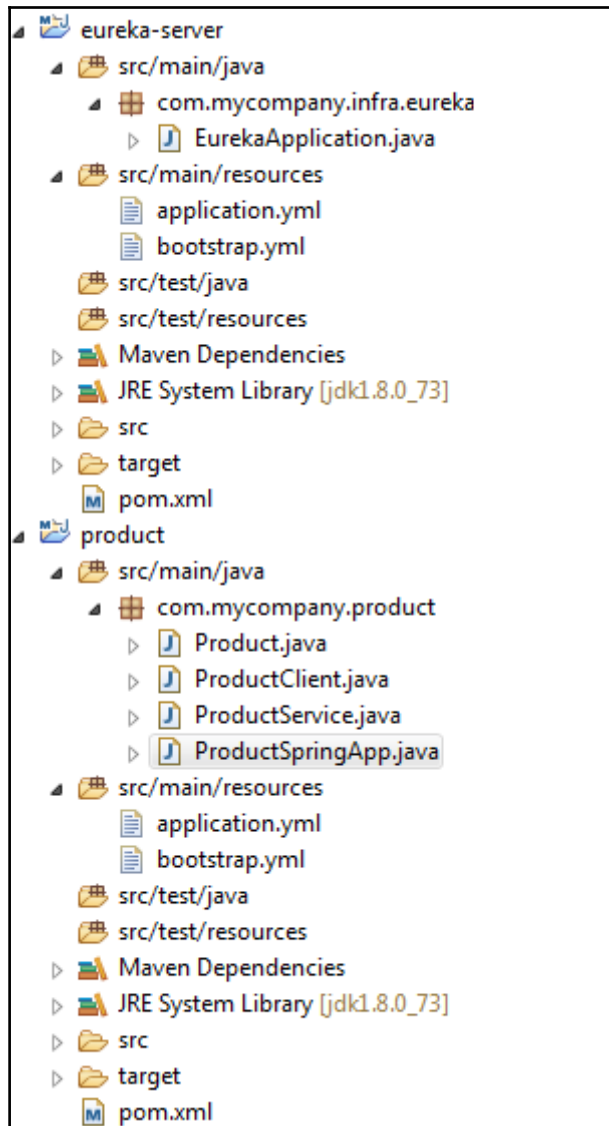 eureka-server
src/main/java
com.mycompany.infra.eureka
EurekaApplication.java
src/main/resources
application.yml
bootstrap.yml
src/test/java
src/test/resources
Maven Dependencies
JRE System Library [jdk1.8.0_73]
src
target
pom.xml
product
src/main/java
com.mycompany.product
Product.java
ProductClient.java
ProductService.java
ProductSpringApp.java
src/main/resources
application.yml
bootstrap.yml
src/test/java
src/test/resources
Maven Dependencies
JRE System Library [jdk1.8.0_73]
src
target
pom.xml